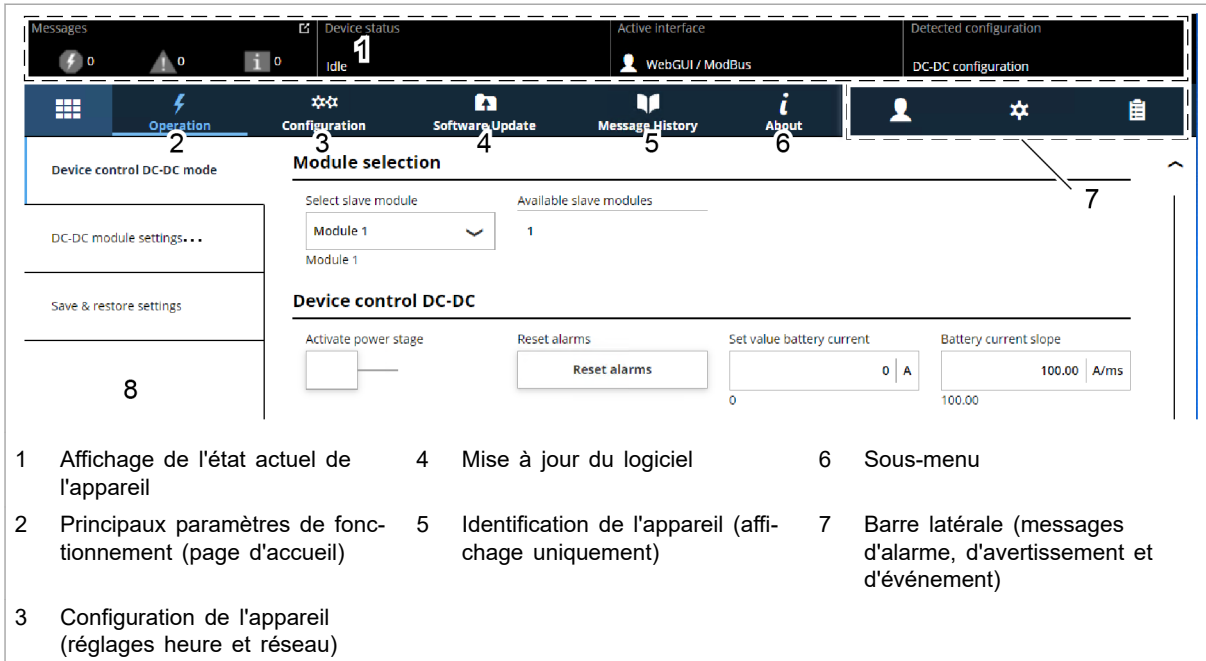 Messages
Device status
Active interface
Detected configuration
0
0
0
1
Idle
WebGUI / ModBus
DC-DC configuration
Operation
Configuration
Software Update
Message History
About
2
3
4
5
6
7
Device control DC-DC mode
DC-DC module settings...
Save & restore settings
8
Module selection
Select slave module
Available slave modules
Module 1
1
Module 1
Device control DC-DC
Activate power stage
Reset alarms
Set value battery current
Battery current slope
Reset alarms
0 A
100.00 A/ms
0
100.00
1 Affichage de l'état actuel de
l'appareil
2 Principaux paramètres de fonc-
tionnement (page d'accueil)
3 Configuration de l'appareil
(réglages heure et réseau)
4 Mise à jour du logiciel
5 Identification de l'appareil (affi-
chage uniquement)
6 Sous-menu
7 Barre latérale (messages
d'alarme, d'avertissement et
d'événement)